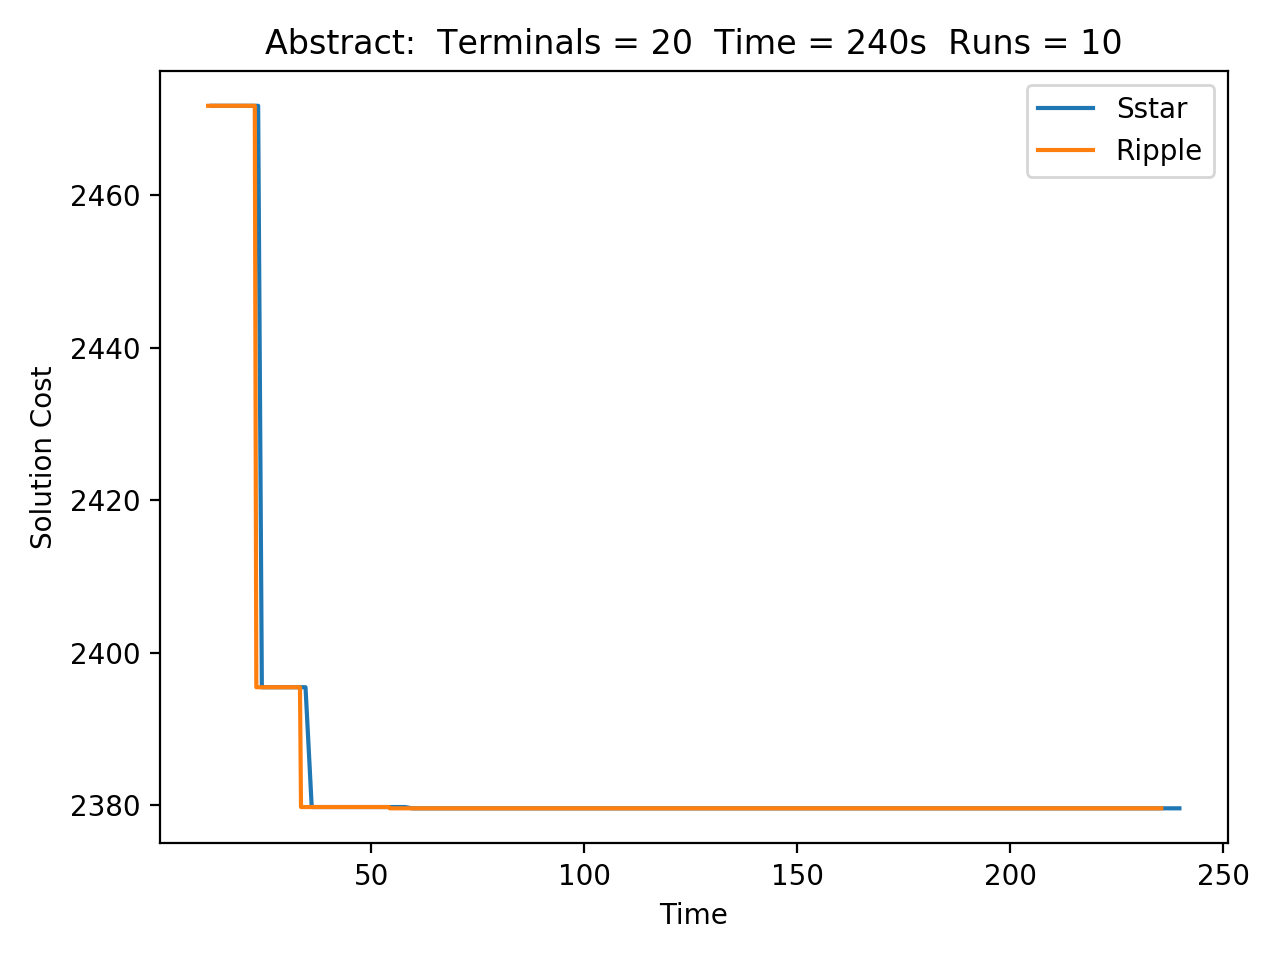 Abstract:  Terminals = 20  Time = 240s  Runs = 10
Sstar
Ripple
2460
2440
2420
2400
2380
Solution Cost
50 100 150 200 250
Time